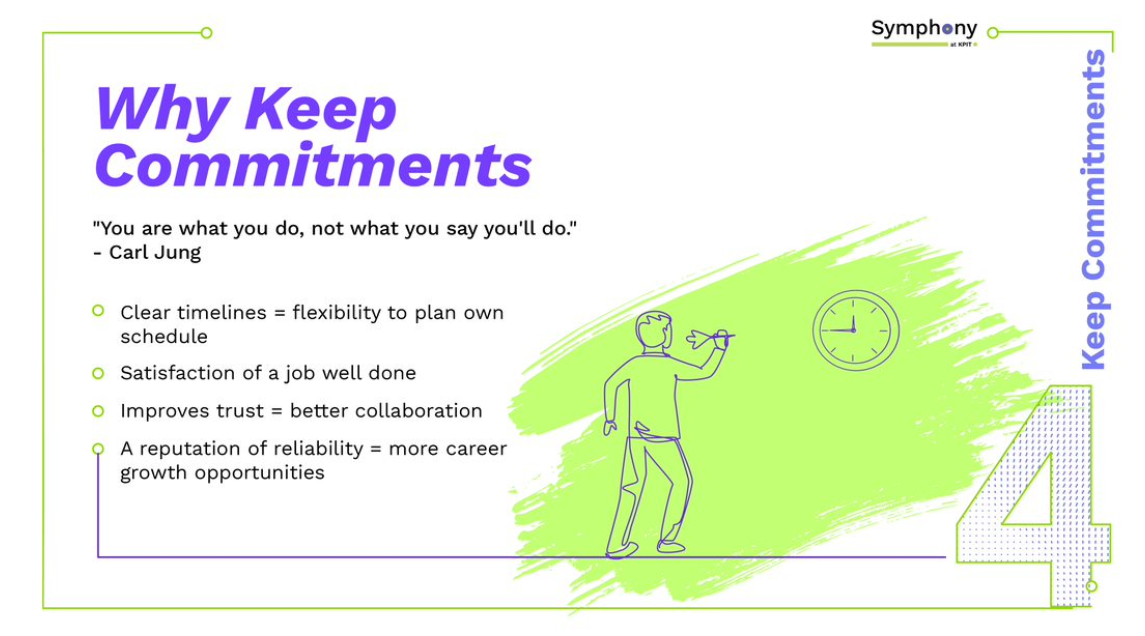 Symphony
at KPIT
Why Keep
Commitments
"You are what you do, not what you say you'll do."
- Carl Jung
Clear timelines = flexibility to plan own
schedule
Satisfaction of a job well done
Improves trust = better collaboration
A reputation of reliability = more career
growth opportunities
Keep Commitments
4